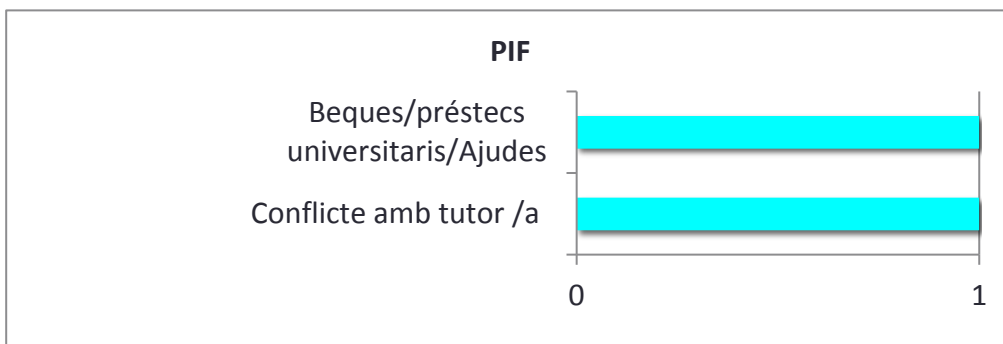 PIF
Beques/préstecs
universitaris/Ajudes
Conflicte amb tutor /a
0 1